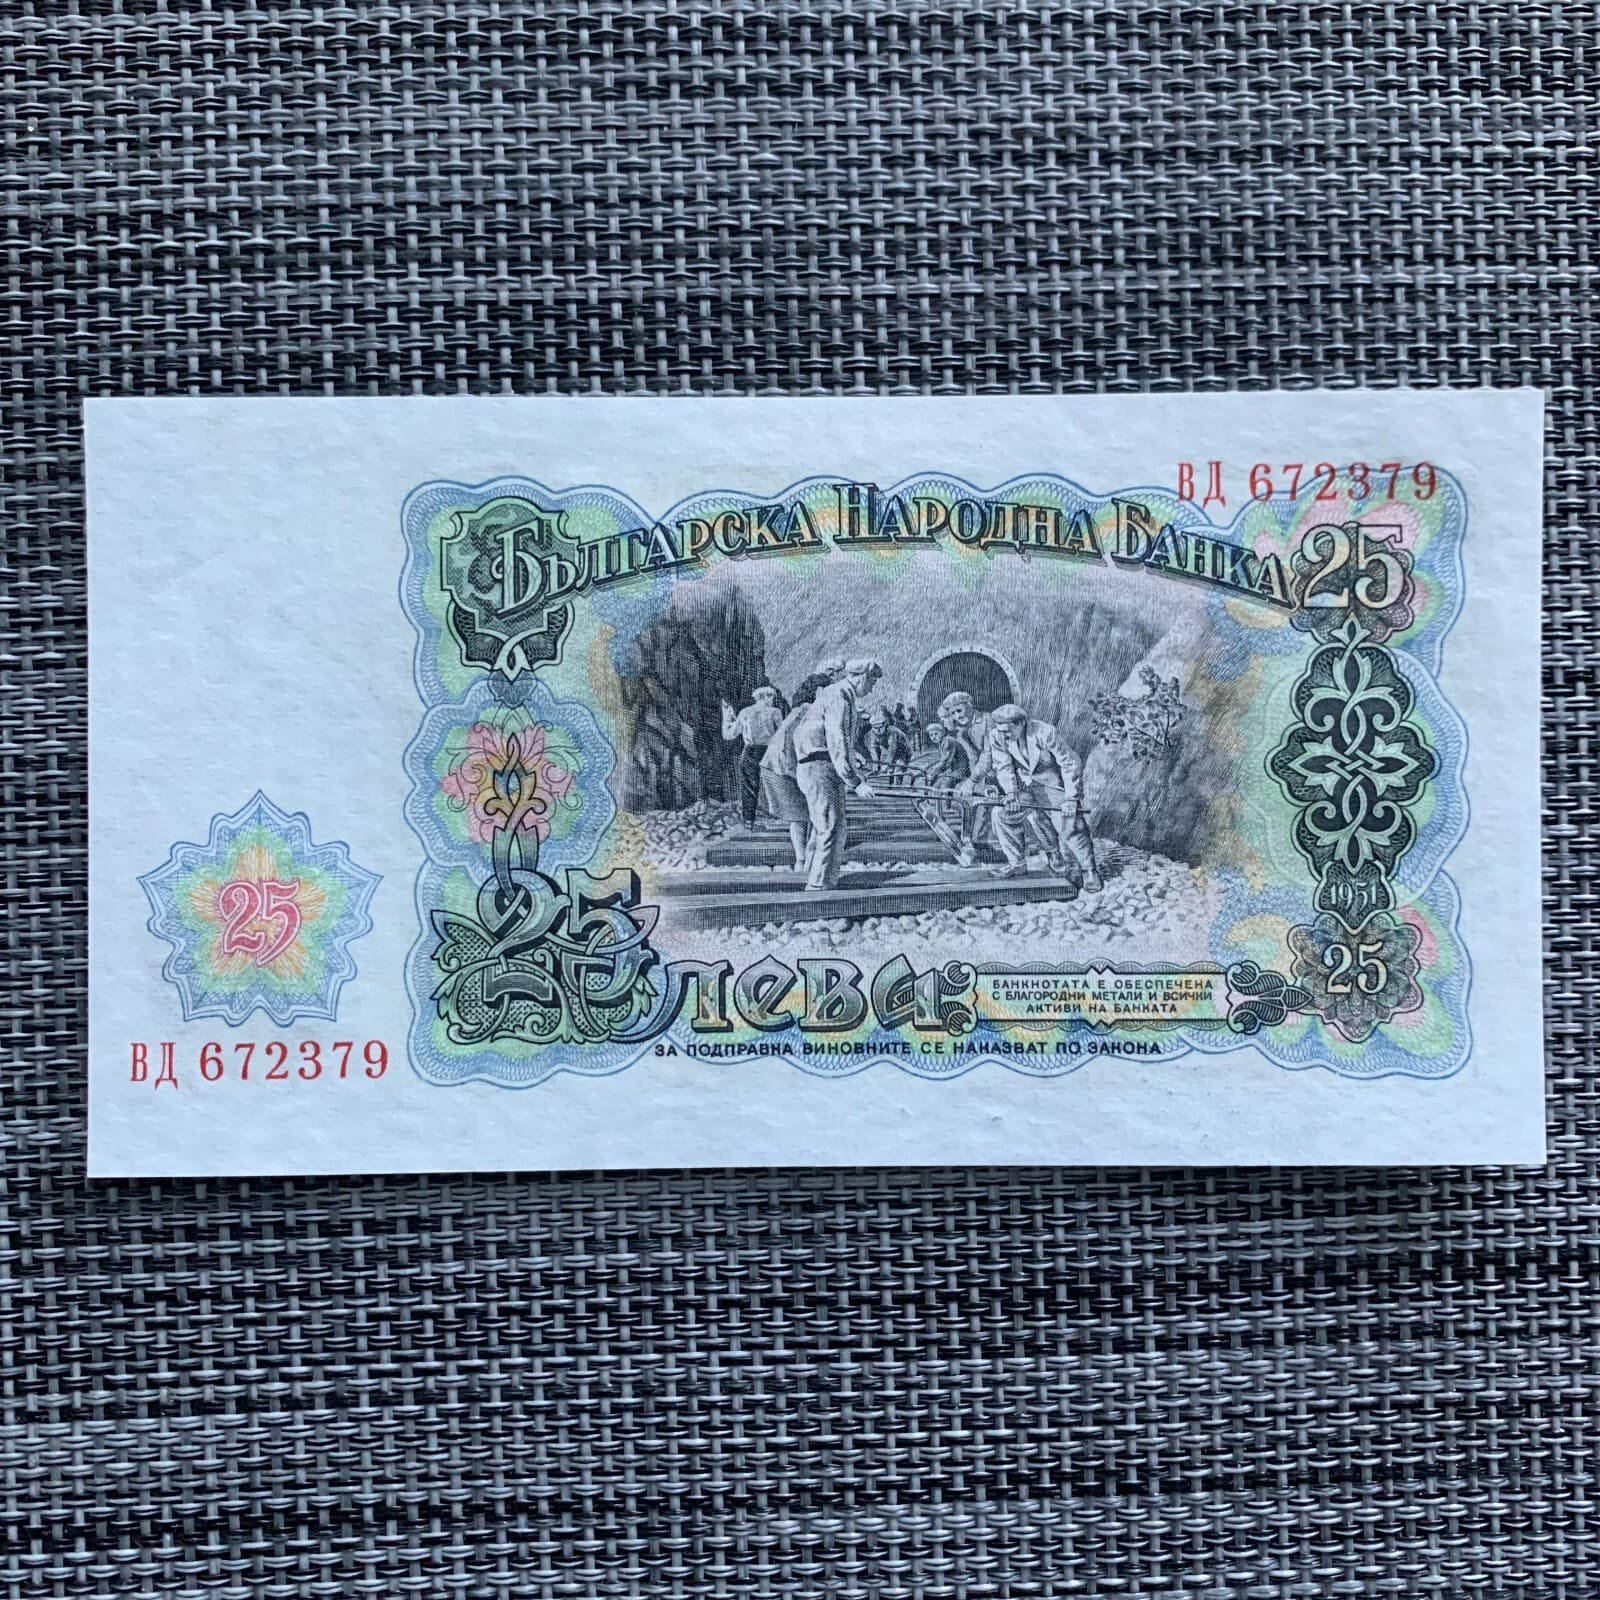 ВД 672379
Българска Народна Банка
25
25
1951
25
25 лева
БАНКНОТАТА Е ОБЕСПЕЧЕНА
С БЛАГОРОДНИ МЕТАЛИ И ВСИЧКИ
АКТИВИ НА БАНКАТА
ЗА ПОДПРАВКА ВИНОВНИТЕ СЕ НАКАЗВАТ ПО ЗАКОНА
ВД 672379